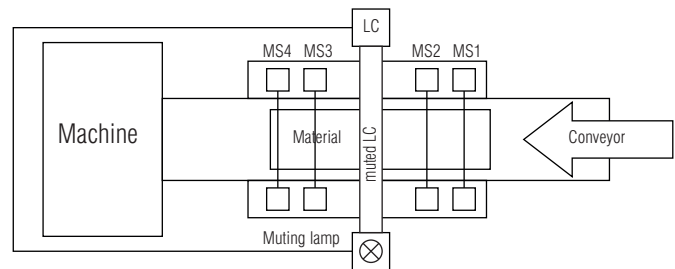 LC
MS4 MS3 MS2 MS1
Machine
Material
muted LC
Conveyor
Muting lamp